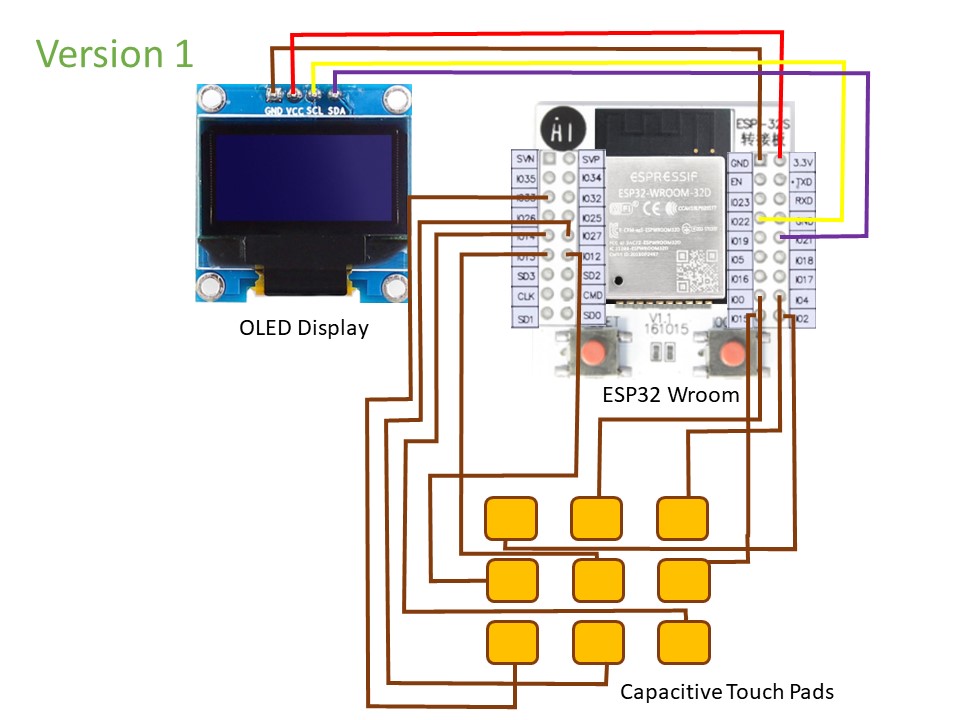 Version 1
GND VCC SCL SDA
OLED Display
AI
ESP-32S
转接板
SVN
SVP
IO35
IO34
IO33
IO32
IO26
IO25
IO14
IO27
IO13
IO12
SD3
SD2
CLK
CMD
SD1
SD0
ESPRESSIF
ESP32-WROOM-32D
WiFi
CE
GND
3.3V
EN
TXD
IO23
RXD
IO22
GND
IO19
IO21
IO5
IO18
IO16
IO17
IO0
IO4
IO15
IO2
V1.1
161015
ESP32 Wroom
Capacitive Touch Pads